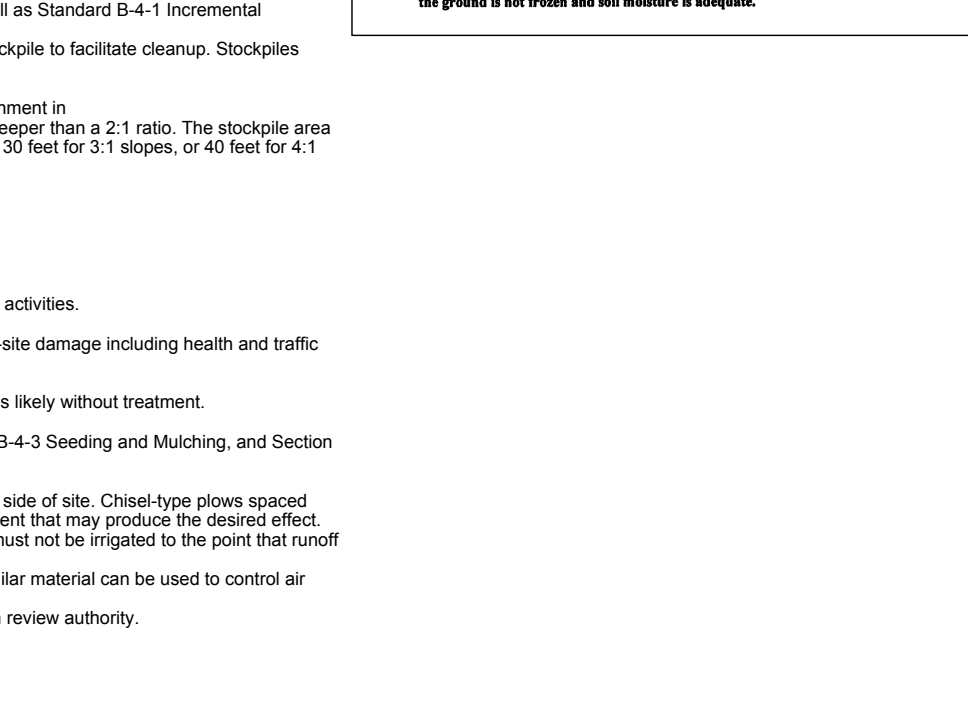 ll as Standard B-4-1 Incremental
ckpile to facilitate cleanup. Stockpiles
nment in
eeper than a 2:1 ratio. The stockpile area
30 feet for 3:1 slopes, or 40 feet for 4:1
activities.
-site damage including health and traffic
s likely without treatment.
B-4-3 Seeding and Mulching, and Section
side of site. Chisel-type plows spaced
ent that may produce the desired effect.
must not be irrigated to the point that runoff
ilar material can be used to control air
review authority.
the ground is not frozen and soil moisture is adequate.